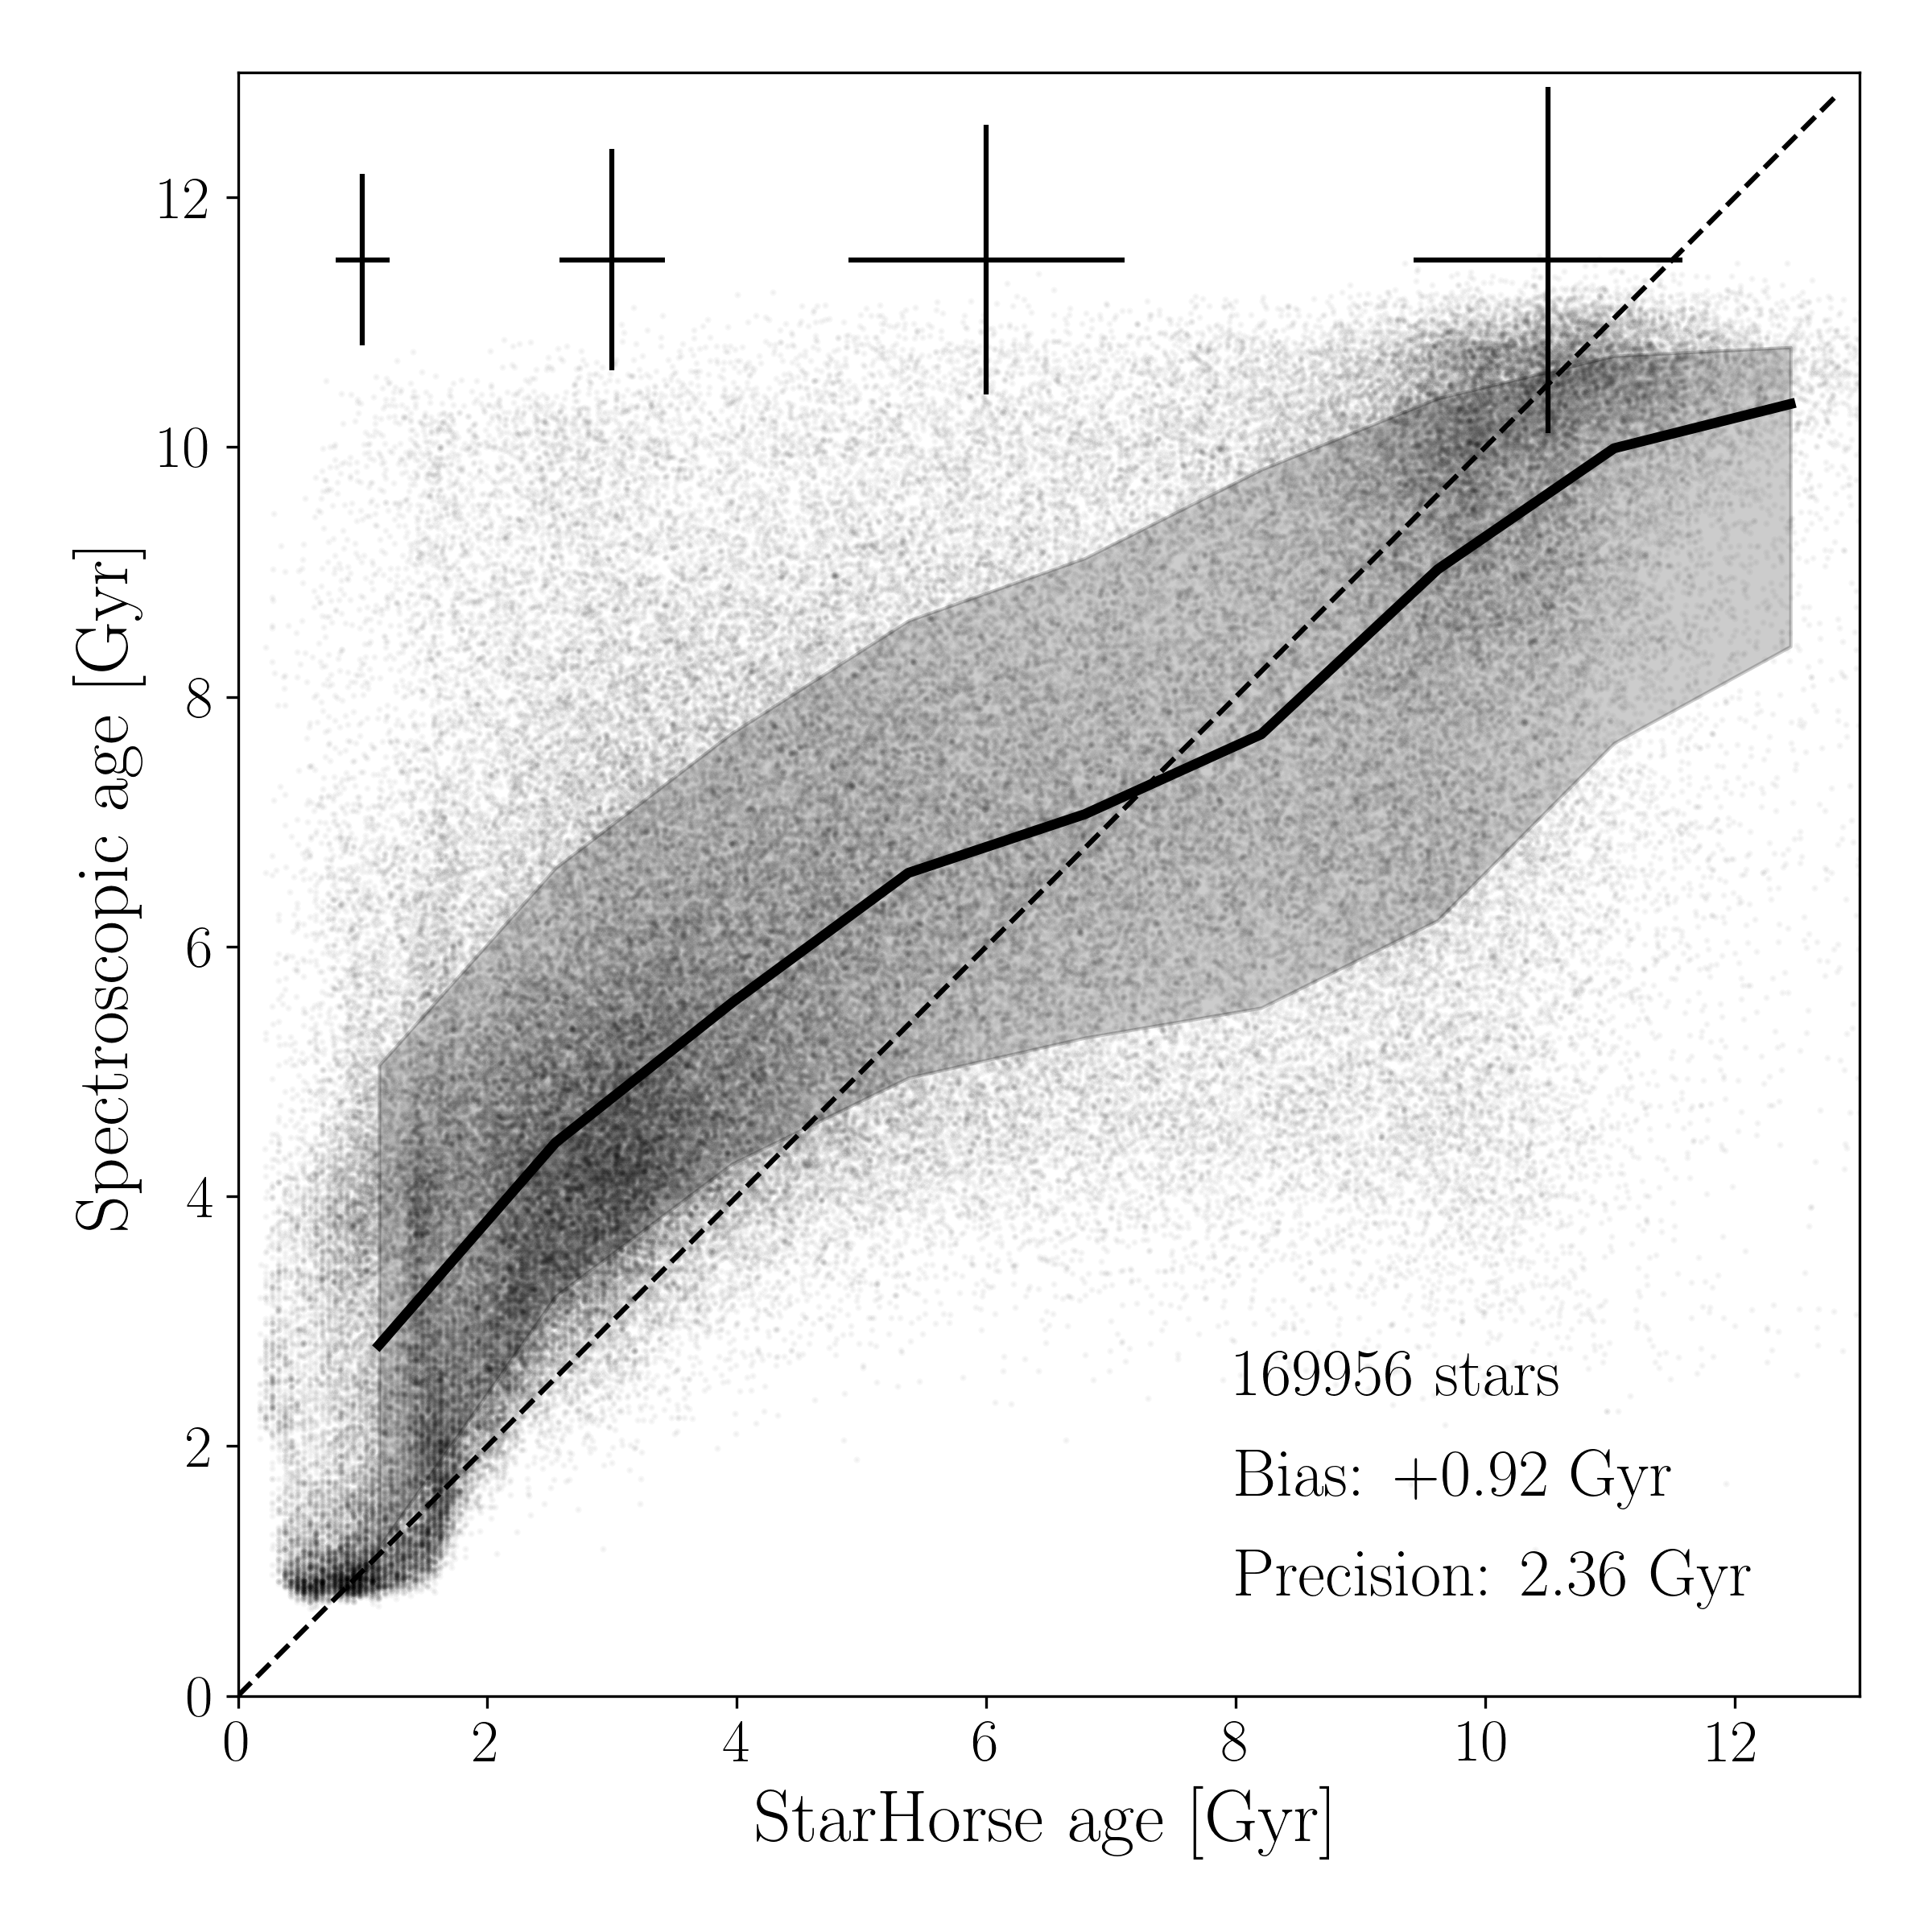 Spectroscopic age [Gyr]
12
10
8
6
4
2
0
169956 stars
Bias: +0.92 Gyr
Precision: 2.36 Gyr
0 2 4 6 8 10 12
StarHorse age [Gyr]